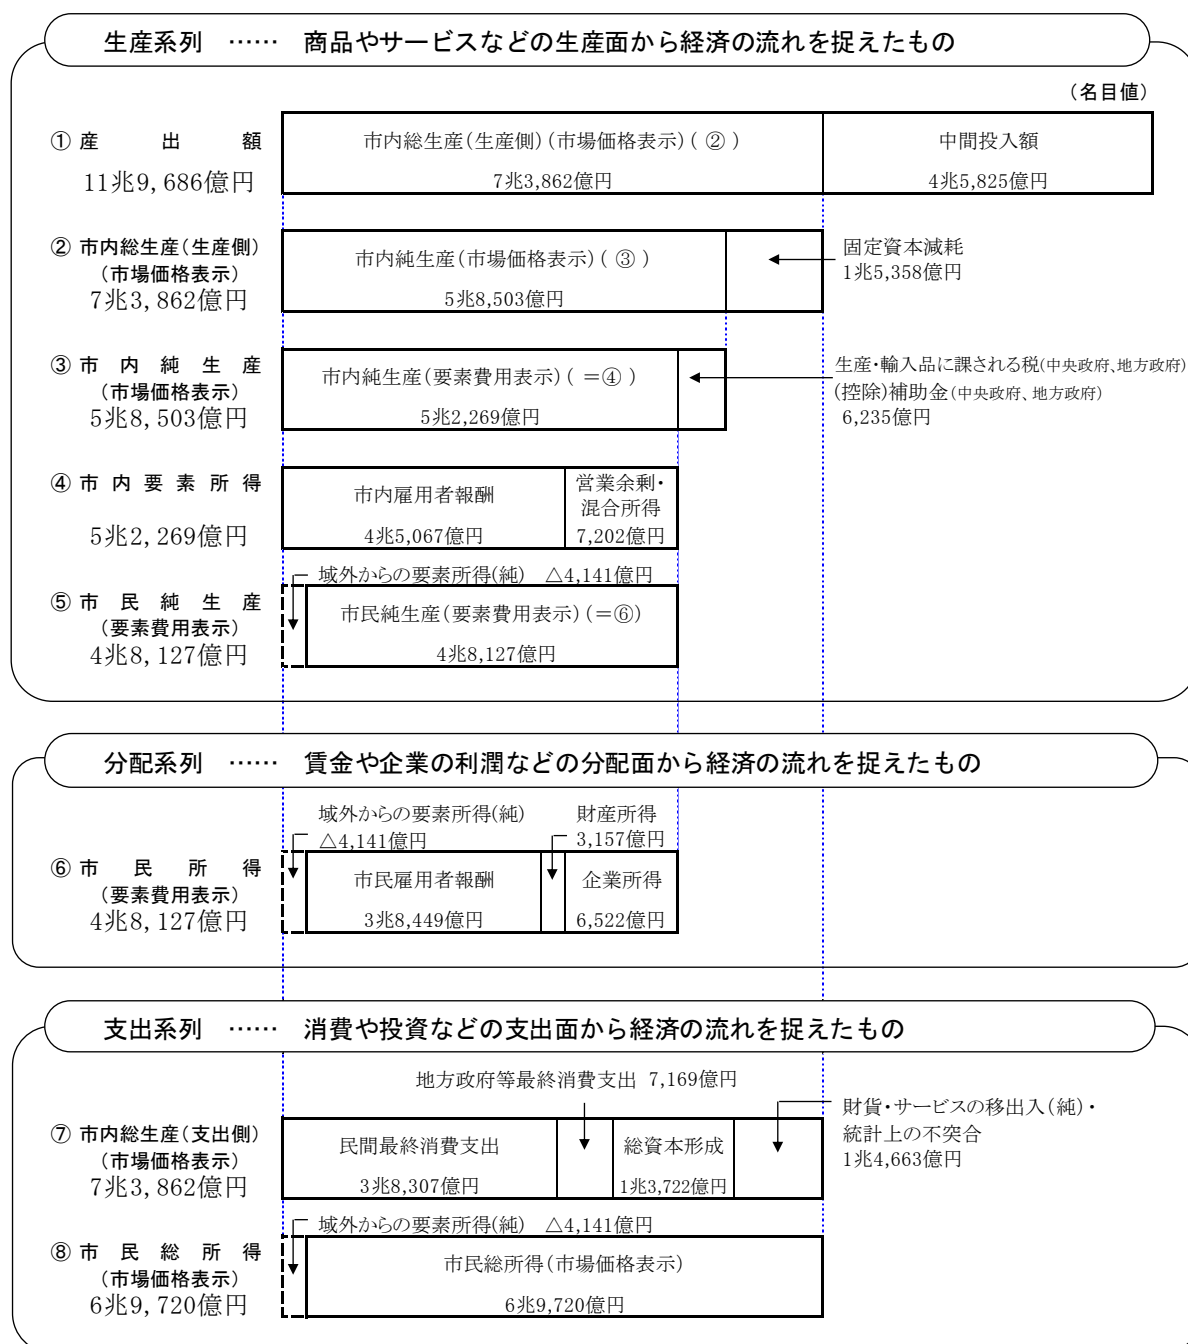 生産系列 …… 商品やサービスなどの生産面から経済の流れを捉えたもの
(名目値)
① 産出額
11兆9,686億円
市内総生産(生産側)(市場価格表示)( ② )
7兆3,862億円
中間投入額
4兆5,825億円
② 市内総生産(生産側)
(市場価格表示)
7兆3,862億円
市内純生産(市場価格表示)( ③ )
5兆8,503億円
固定資本減耗
1兆5,358億円
③ 市内純生産
(市場価格表示)
5兆8,503億円
市内純生産(要素費用表示)( =④ )
5兆2,269億円
生産・輸入品に課される税(中央政府、地方政府)
(控除)補助金(中央政府、地方政府)
6,235億円
④ 市内要素所得
5兆2,269億円
市内雇用者報酬
4兆5,067億円
営業余剰・
混合所得
7,202億円
域外からの要素所得(純) △4,141億円
⑤ 市民純生産
(要素費用表示)
4兆8,127億円
市民純生産(要素費用表示)(=⑥)
4兆8,127億円
分配系列 …… 賃金や企業の利潤などの分配面から経済の流れを捉えたもの
域外からの要素所得(純)
△4,141億円
財産所得
3,157億円
⑥ 市民所得
(要素費用表示)
4兆8,127億円
市民雇用者報酬
3兆8,449億円
企業所得
6,522億円
支出系列 …… 消費や投資などの支出面から経済の流れを捉えたもの
地方政府等最終消費支出 7,169億円
⑦ 市内総生産(支出側)
(市場価格表示)
7兆3,862億円
民間最終消費支出
3兆8,307億円
総資本形成
1兆3,722億円
財貨・サービスの移出入(純)・
統計上の不突合
1兆4,663億円
域外からの要素所得(純) △4,141億円
⑧ 市民総所得
(市場価格表示)
6兆9,720億円
市民総所得(市場価格表示)
6兆9,720億円